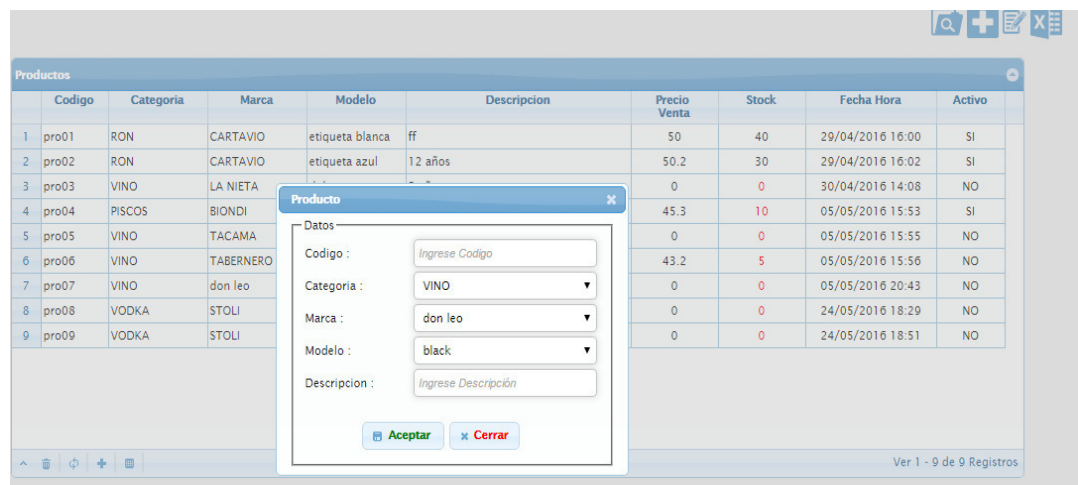 Productos
Codigo Categoria Marca Modelo Descripcion Precio Venta Stock Fecha Hora Activo
1 pro01 RON CARTAVIO etiqueta blanca ff 50 40 29/04/2016 16:00 SI
2 pro02 RON CARTAVIO etiqueta azul 12 años 50.2 30 29/04/2016 16:02 SI
3 pro03 VINO LA NIETA 0 0 30/04/2016 14:08 NO
4 pro04 PISCOS BIONDI 45.3 10 05/05/2016 15:53 SI
5 pro05 VINO TACAMA 0 0 05/05/2016 15:55 NO
6 pro06 VINO TABERNERO 43.2 5 05/05/2016 15:56 NO
7 pro07 VINO don leo 0 0 05/05/2016 20:43 NO
8 pro08 VODKA STOLI 0 0 24/05/2016 18:29 NO
9 pro09 VODKA STOLI 0 0 24/05/2016 18:51 NO
Producto
Datos
Codigo : Ingrese Codigo
Categoria : VINO
Marca : don leo
Modelo : black
Descripcion : Ingrese Descripción
Aceptar Cerrar
Ver 1 - 9 de 9 Registros